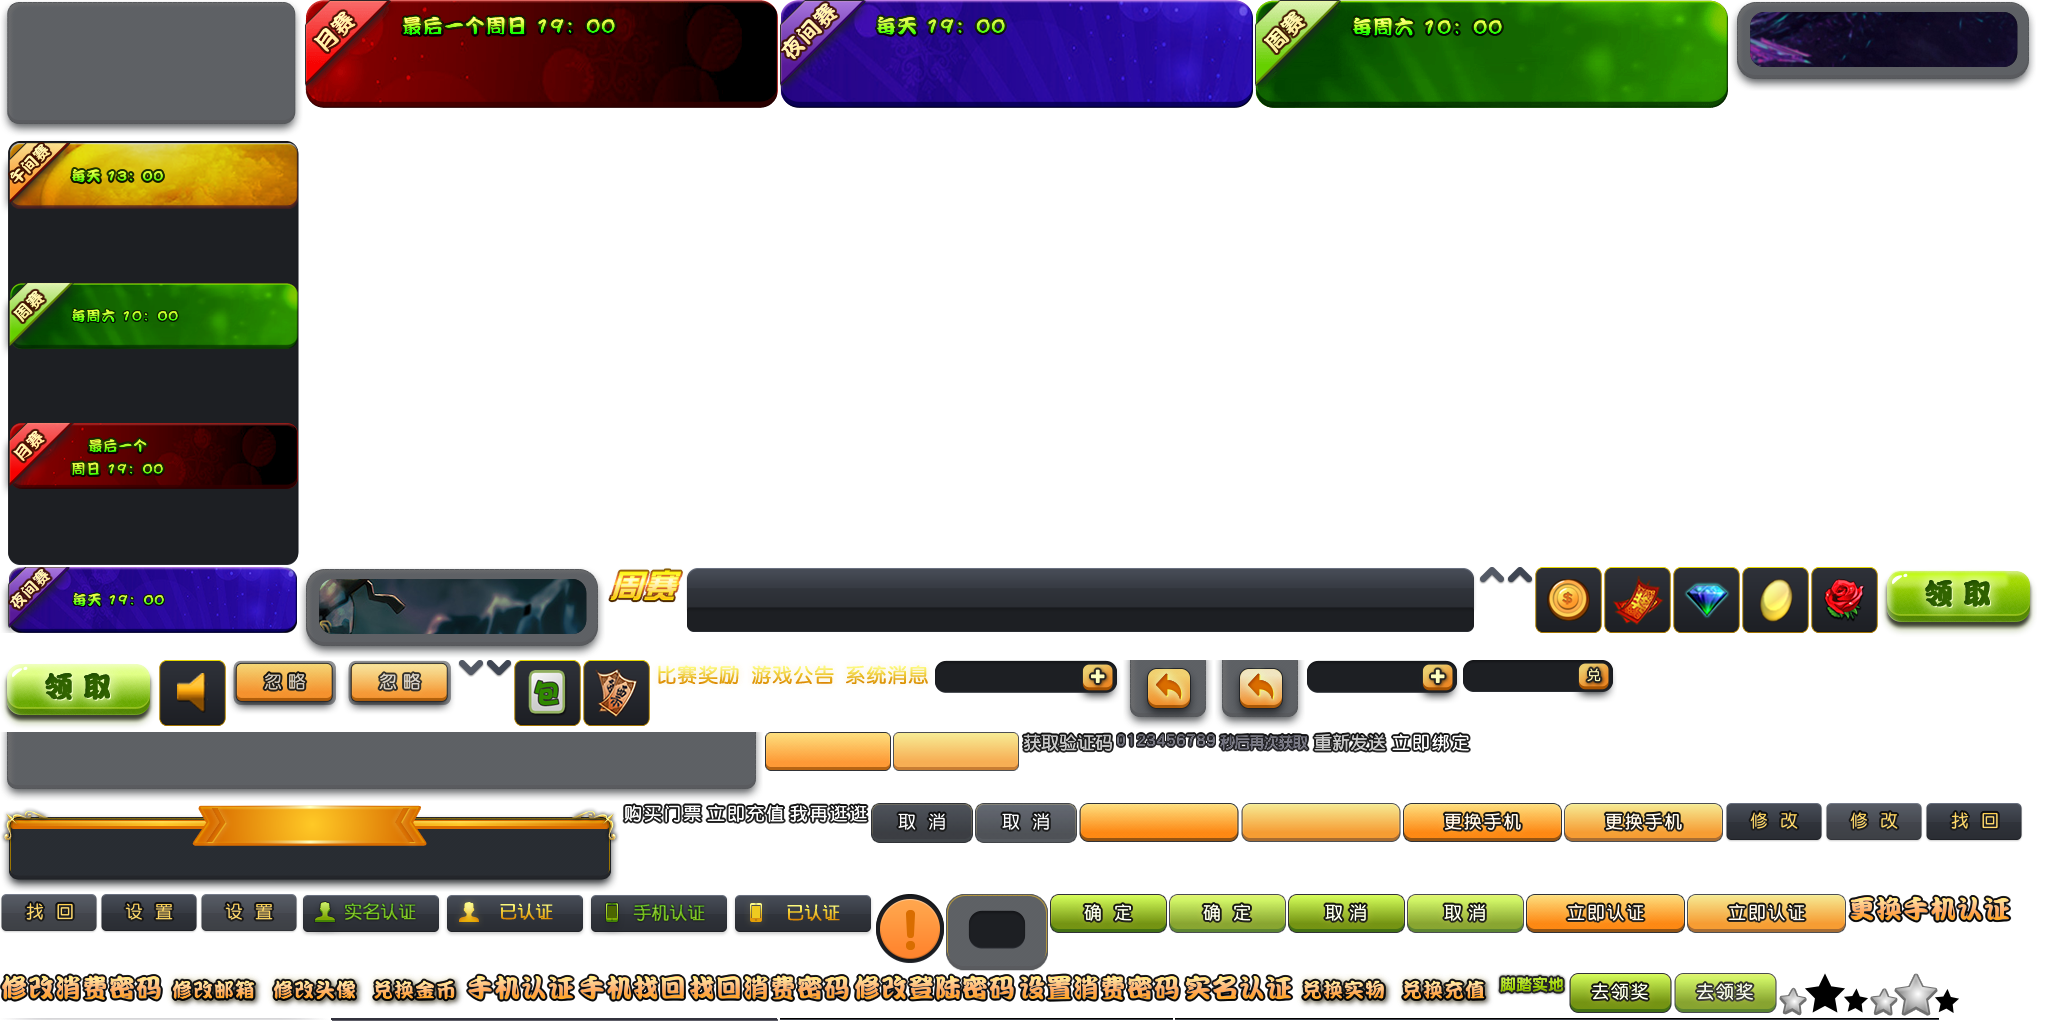 月赛
最后一个周日 19：00
夜间赛
每天 19：00
周赛
每周六 10：00
午间赛
每天 13：00
周赛
每周六 10：00
月赛
最后一个
周日 19：00
夜间赛
每天 19：00
周赛
领取
领取
忽略
忽略
比赛奖励
游戏公告
系统消息
兑
获取验证码
0123456789
秒后再次获取
重新发送
立即绑定
购买门票
立即充值
我再逛逛
取 消
取 消
更换手机
更换手机
修 改
修 改
找 回
找 回
设 置
设 置
实名认证
已认证
手机认证
已认证
确 定
确 定
取 消
取 消
立即认证
立即认证
更换手机认证
修改消费密码
修改邮箱
修改头像
兑换金币
手机认证
手机找回
找回消费密码
修改登陆密码
设置消费密码
实名认证
兑换实物
兑换充值
脚踏实地
去领奖
去领奖